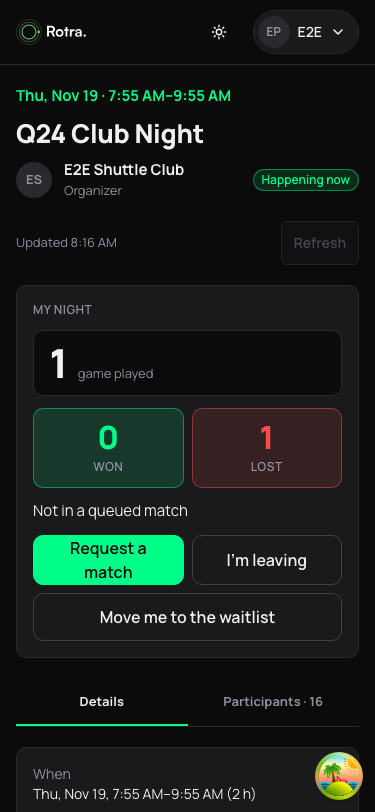 Rotra.
EP
E2E
Thu, Nov 19 · 7:55 AM–9:55 AM
Q24 Club Night
ES
E2E Shuttle Club
Organizer
Happening now
Updated 8:16 AM
Refresh
MY NIGHT
1 game played
0
WON
1
LOST
Not in a queued match
Request a
match
I'm leaving
Move me to the waitlist
Details
Participants · 16
When
Thu, Nov 19, 7:55 AM–9:55 AM (2 h)